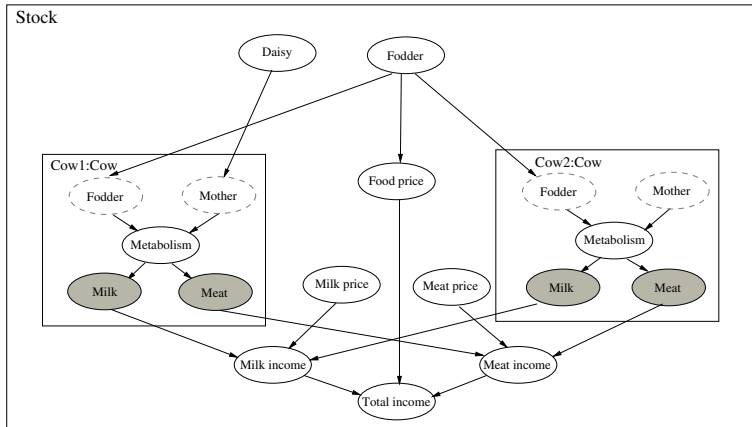 Stock
Daisy
Fodder
Cow1:Cow
Cow2:Cow
Fodder
Mother
Food price
Fodder
Mother
Metabolism
Metabolism
Milk
Meat
Milk price
Meat price
Milk
Meat
Milk income
Meat income
Total income